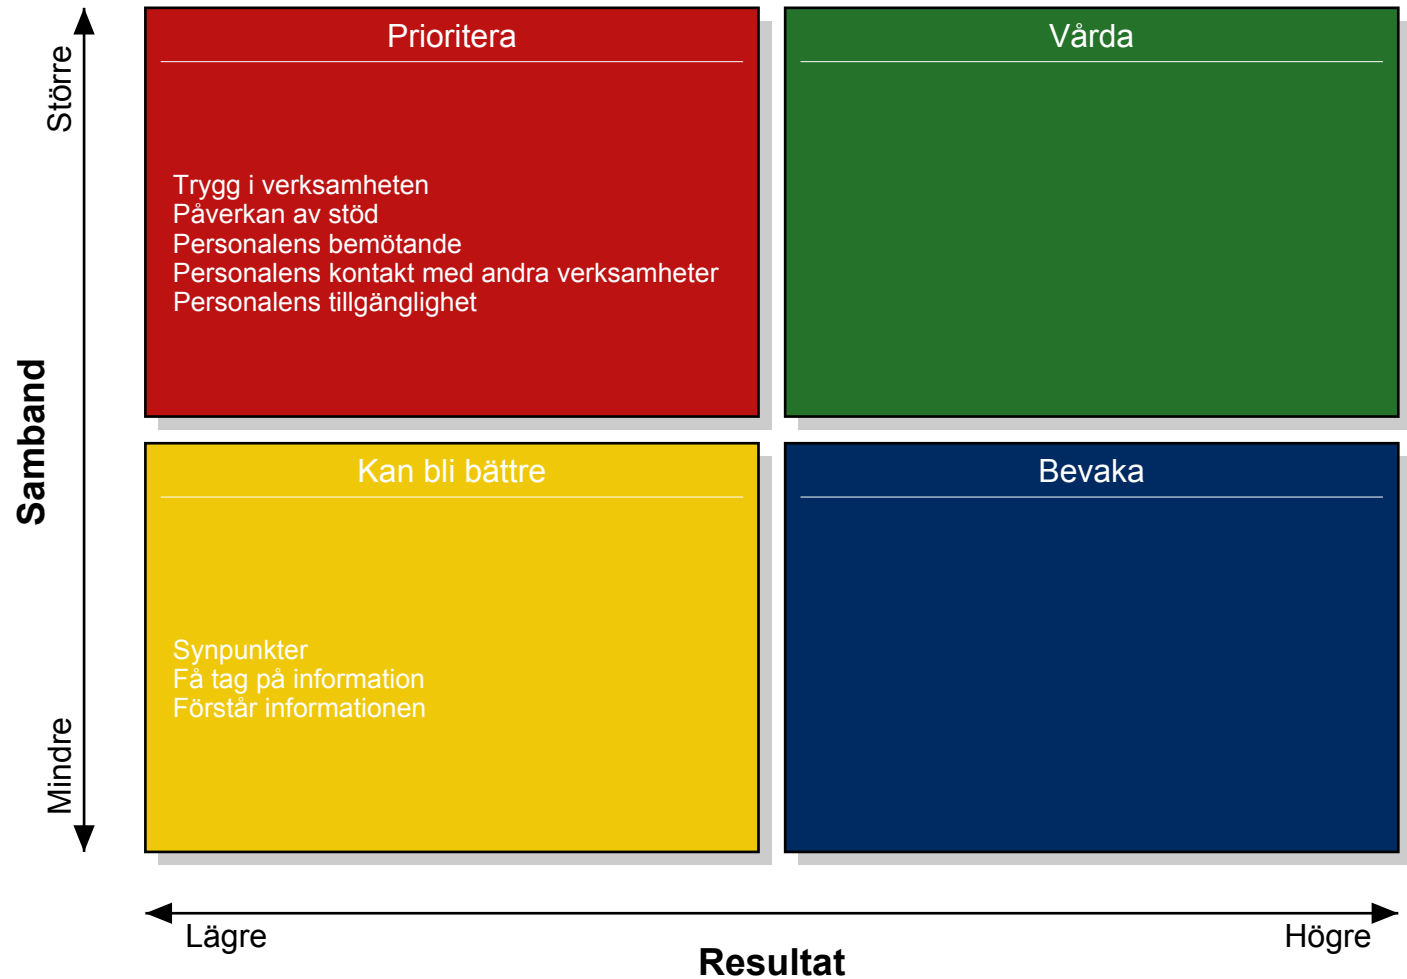 Större
Mindre
Samband
Prioritera
Trygg i verksamheten
Påverkan av stöd
Personalens bemötande
Personalens kontakt med andra verksamheter
Personalens tillgänglighet
Vårda
Kan bli bättre
Synpunkter
Få tag på information
Förstår informationen
Bevaka
Lägre
Högre
Resultat